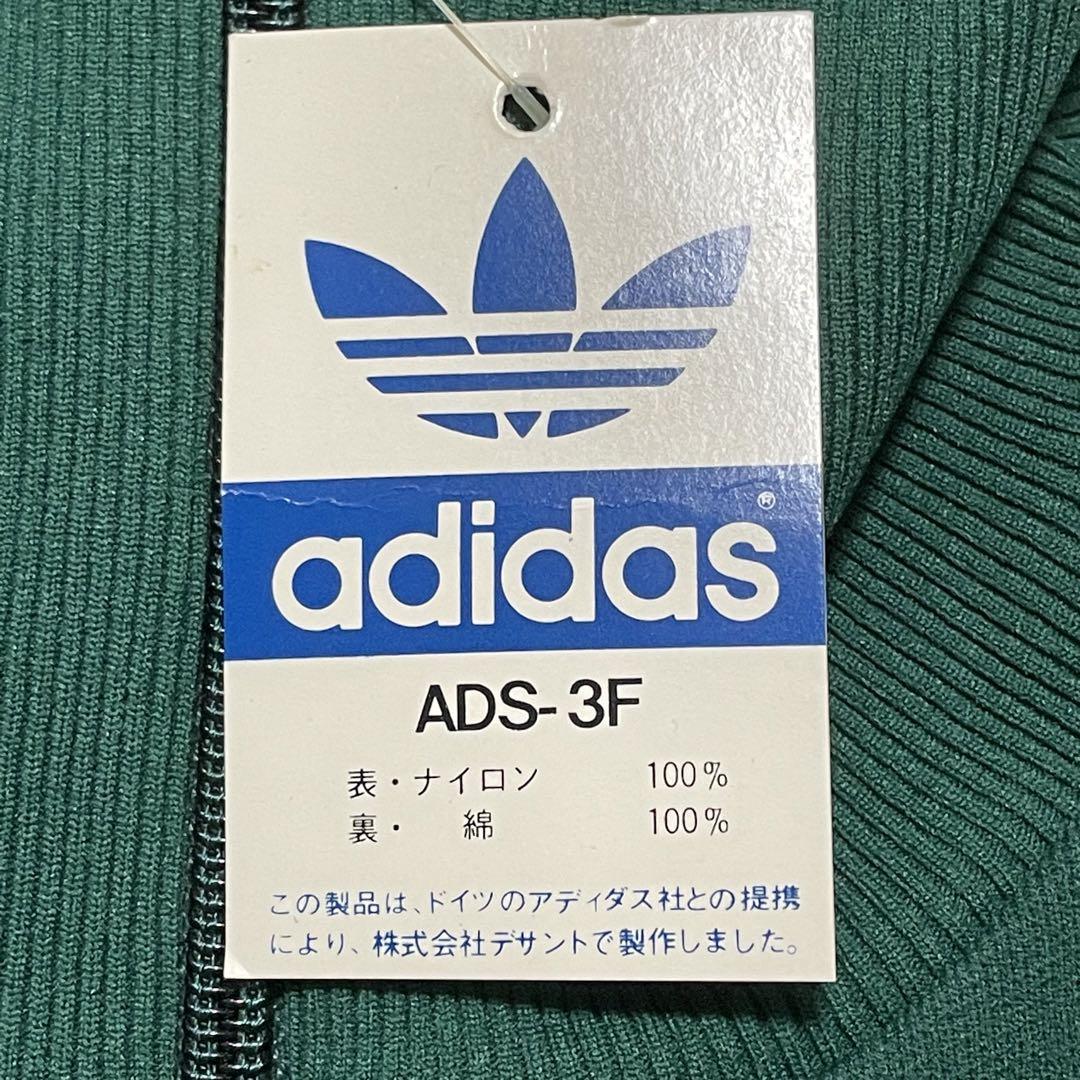 adidas®
ADS-3F
表・ナイロン 100%
裏・ 綿 100%
この製品は、ドイツのアディダス社との提携
により、株式会社デサントで製作しました。